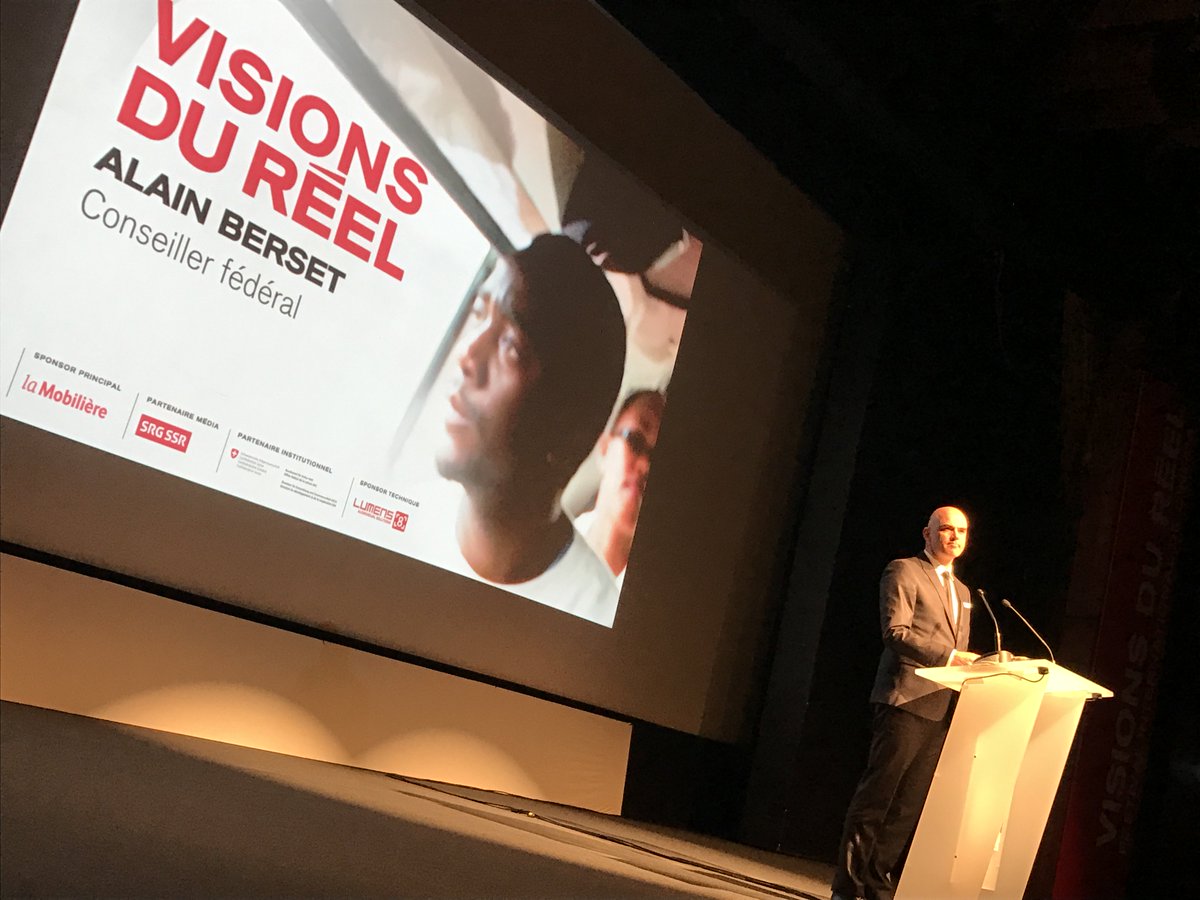 VISIONS
DU RÉEL
ALAIN BERSET
Conseiller fédéral
SPONSOR PRINCIPAL
la Mobilière
PARTENAIRE MÉDIA
SRG SSR
PARTENAIRE INSTITUTIONNEL
SPONSOR TECHNIQUE
LUMENS
VISIONS DU RÉEL